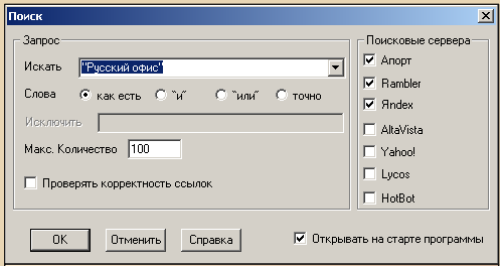 Поиск
Запрос
Искать "Русский офис"
Слова как есть "и" "или" точно
Исключить
Макс. Количество 100
Проверять корректность ссылок
Поисковые сервера
Апорт
Rambler
Яndex
AltaVista
Yahoo!
Lycos
HotBot
OK Отменить Справка Открывать на старте программы